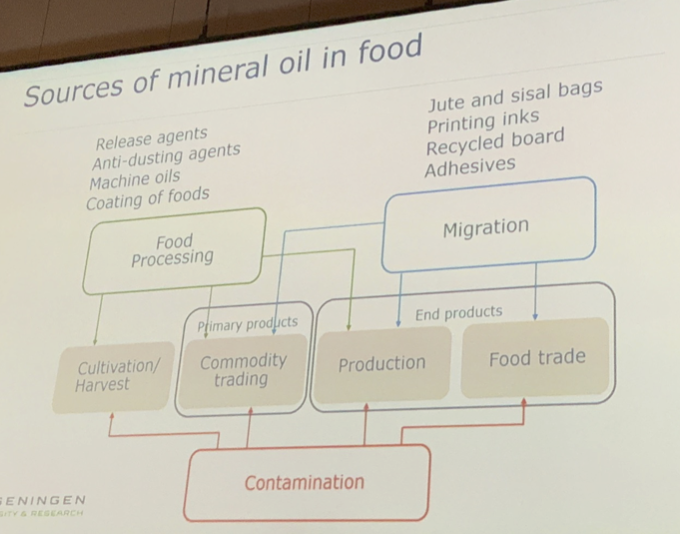 Sources of mineral oil in food
Release agents
Anti-dusting agents
Machine oils
Coating of foods
Jute and sisal bags
Printing inks
Recycled board
Adhesives
Food
Processing
Migration
Primary products
End products
Cultivation/
Harvest
Commodity
trading
Production
Food trade
Contamination
ENINGEN
SITY & RESEARCH